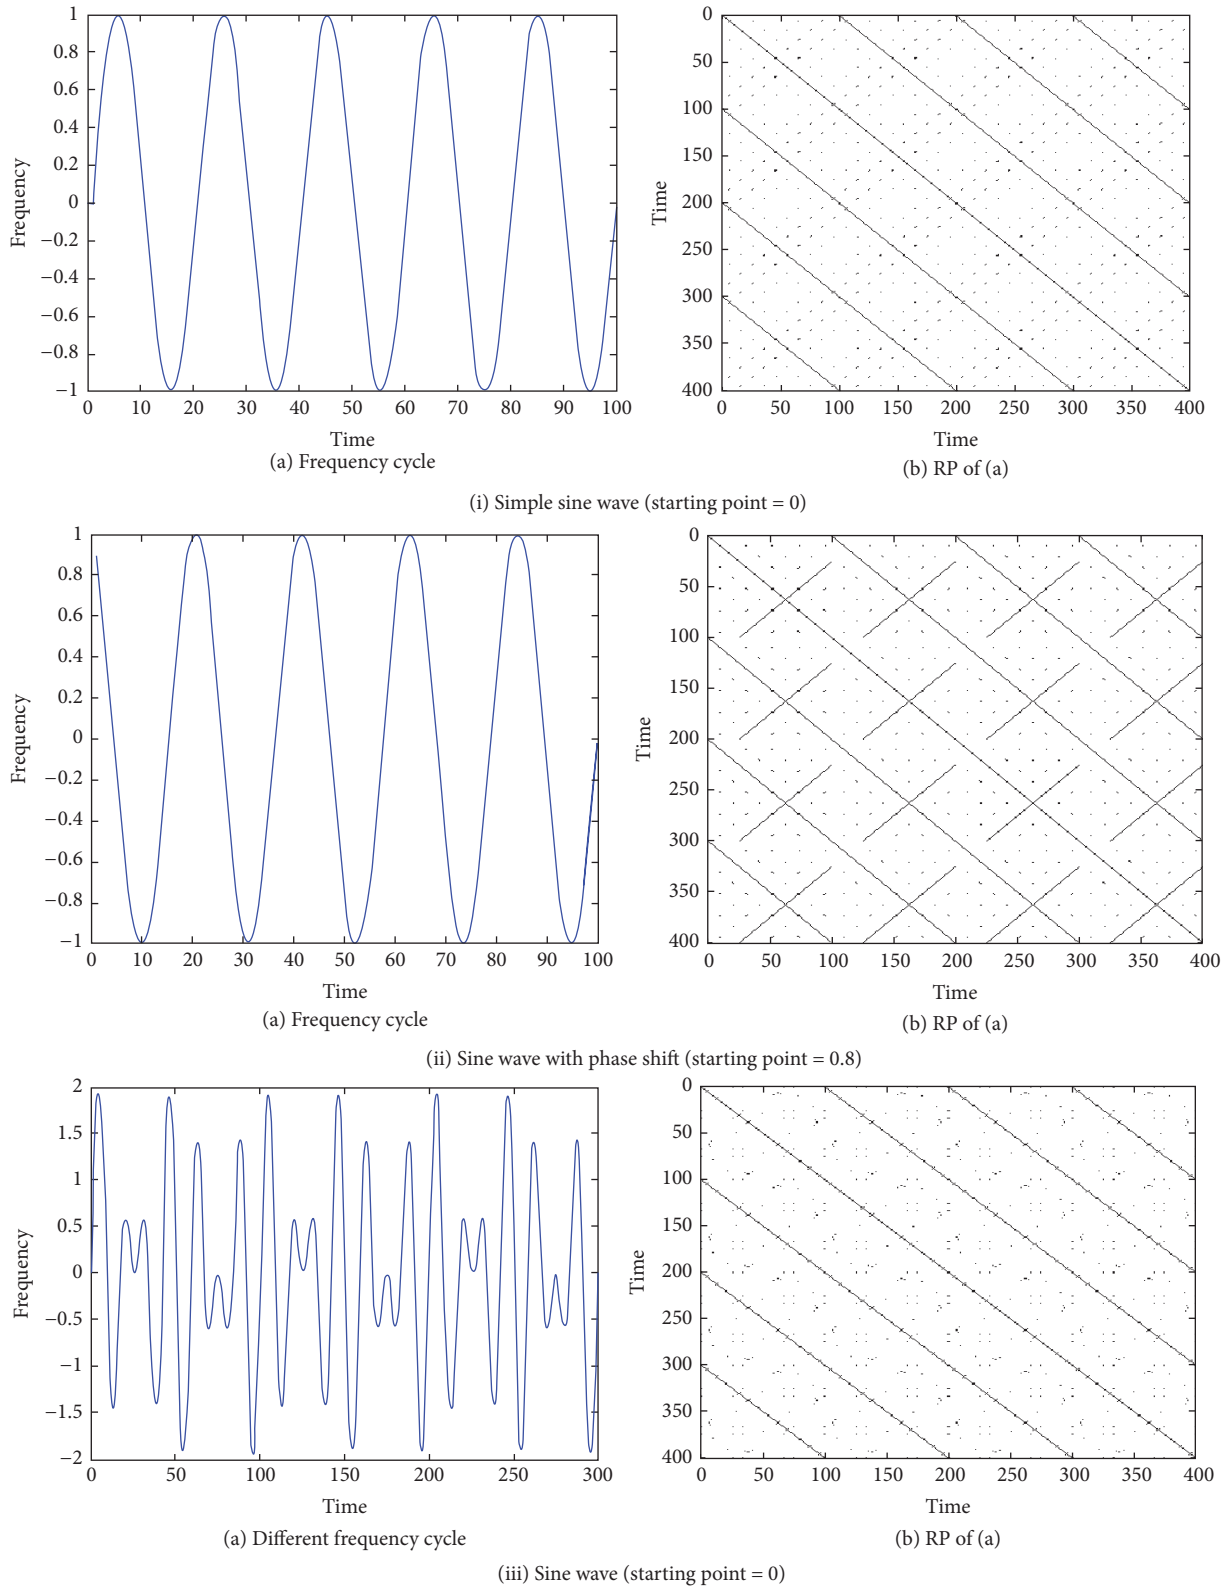 1
0.8
0.6
0.4
0.2
0
−0.2
−0.4
−0.6
−0.8
−1
Frequency
0 10 20 30 40 50 60 70 80 90 100
Time
(a) Frequency cycle
0
50
100
150
200
250
300
350
400
Time
0 50 100 150 200 250 300 350 400
Time
(b) RP of (a)
(i) Simple sine wave (starting point = 0)
1
0.8
0.6
0.4
0.2
0
−0.2
−0.4
−0.6
−0.8
−1
Frequency
0 10 20 30 40 50 60 70 80 90 100
Time
(a) Frequency cycle
0
50
100
150
200
250
300
350
400
Time
0 50 100 150 200 250 300 350 400
Time
(b) RP of (a)
(ii) Sine wave with phase shift (starting point = 0.8)
2
1.5
1
0.5
0
−0.5
−1
−1.5
−2
Frequency
0 50 100 150 200 250 300
Time
(a) Different frequency cycle
0
50
100
150
200
250
300
350
400
Time
0 50 100 150 200 250 300 350 400
Time
(b) RP of (a)
(iii) Sine wave (starting point = 0)